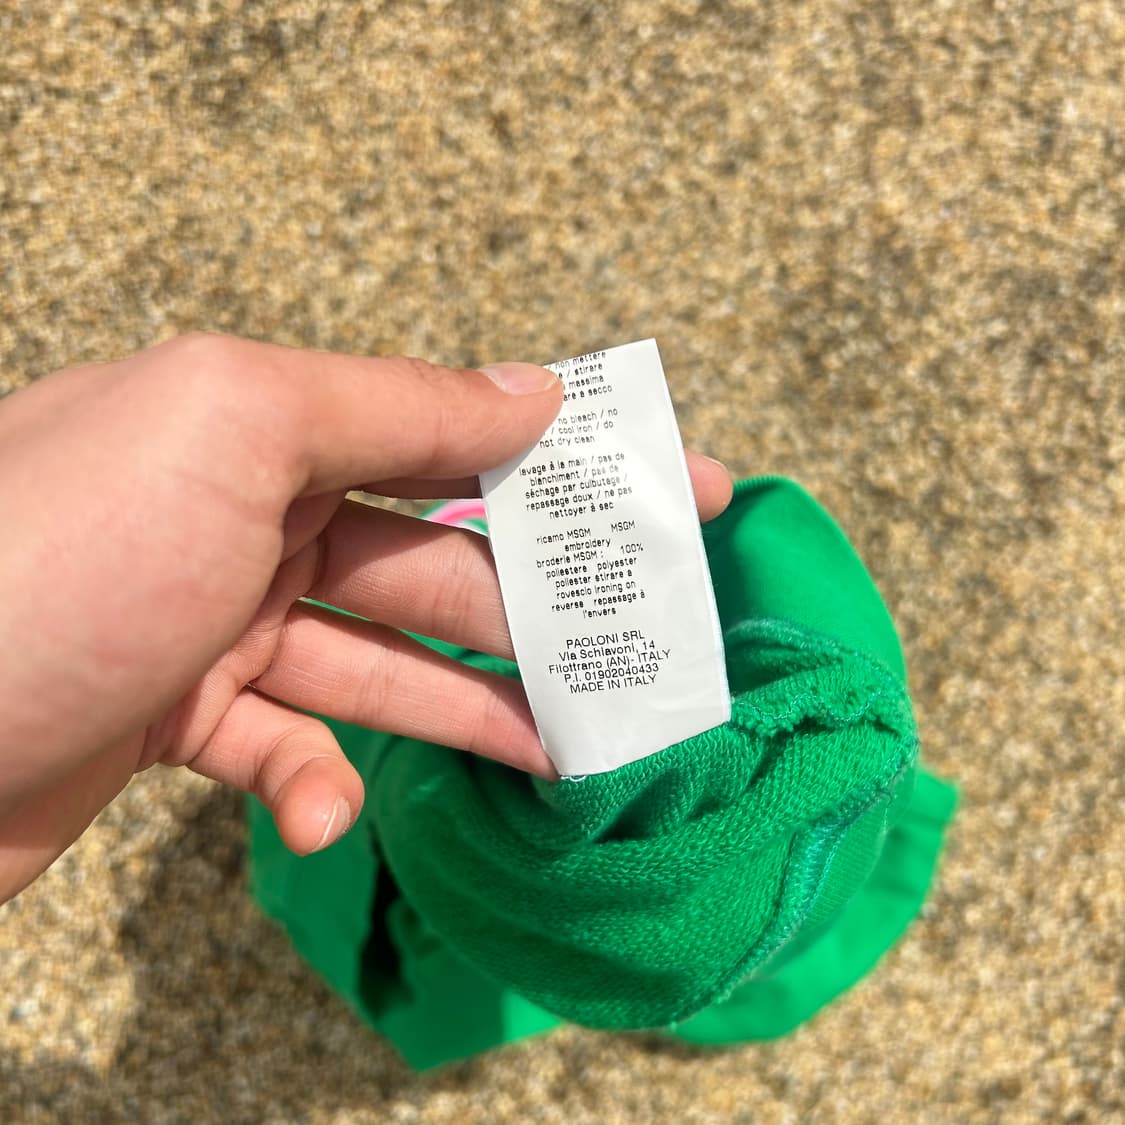 / non mettere
/ stirare
massima
are a secco
no bleach / no
/ cool iron / do
not dry clean
lavage à la main / pas de
blanchiment / pas de
séchage par culbutage /
repassage doux / ne pas
nettoyer à sec
ricamo MSGM MSGM
embroidery
broderie MSGM : 100%
poliestere polyester
poliester stirare a
rovescio ironing on
reverse repassage à
l'envers
PAOLONI SRL
Via Schiavoni, 14
Filottrano (AN)- ITALY
P.I. 01902040433
MADE IN ITALY